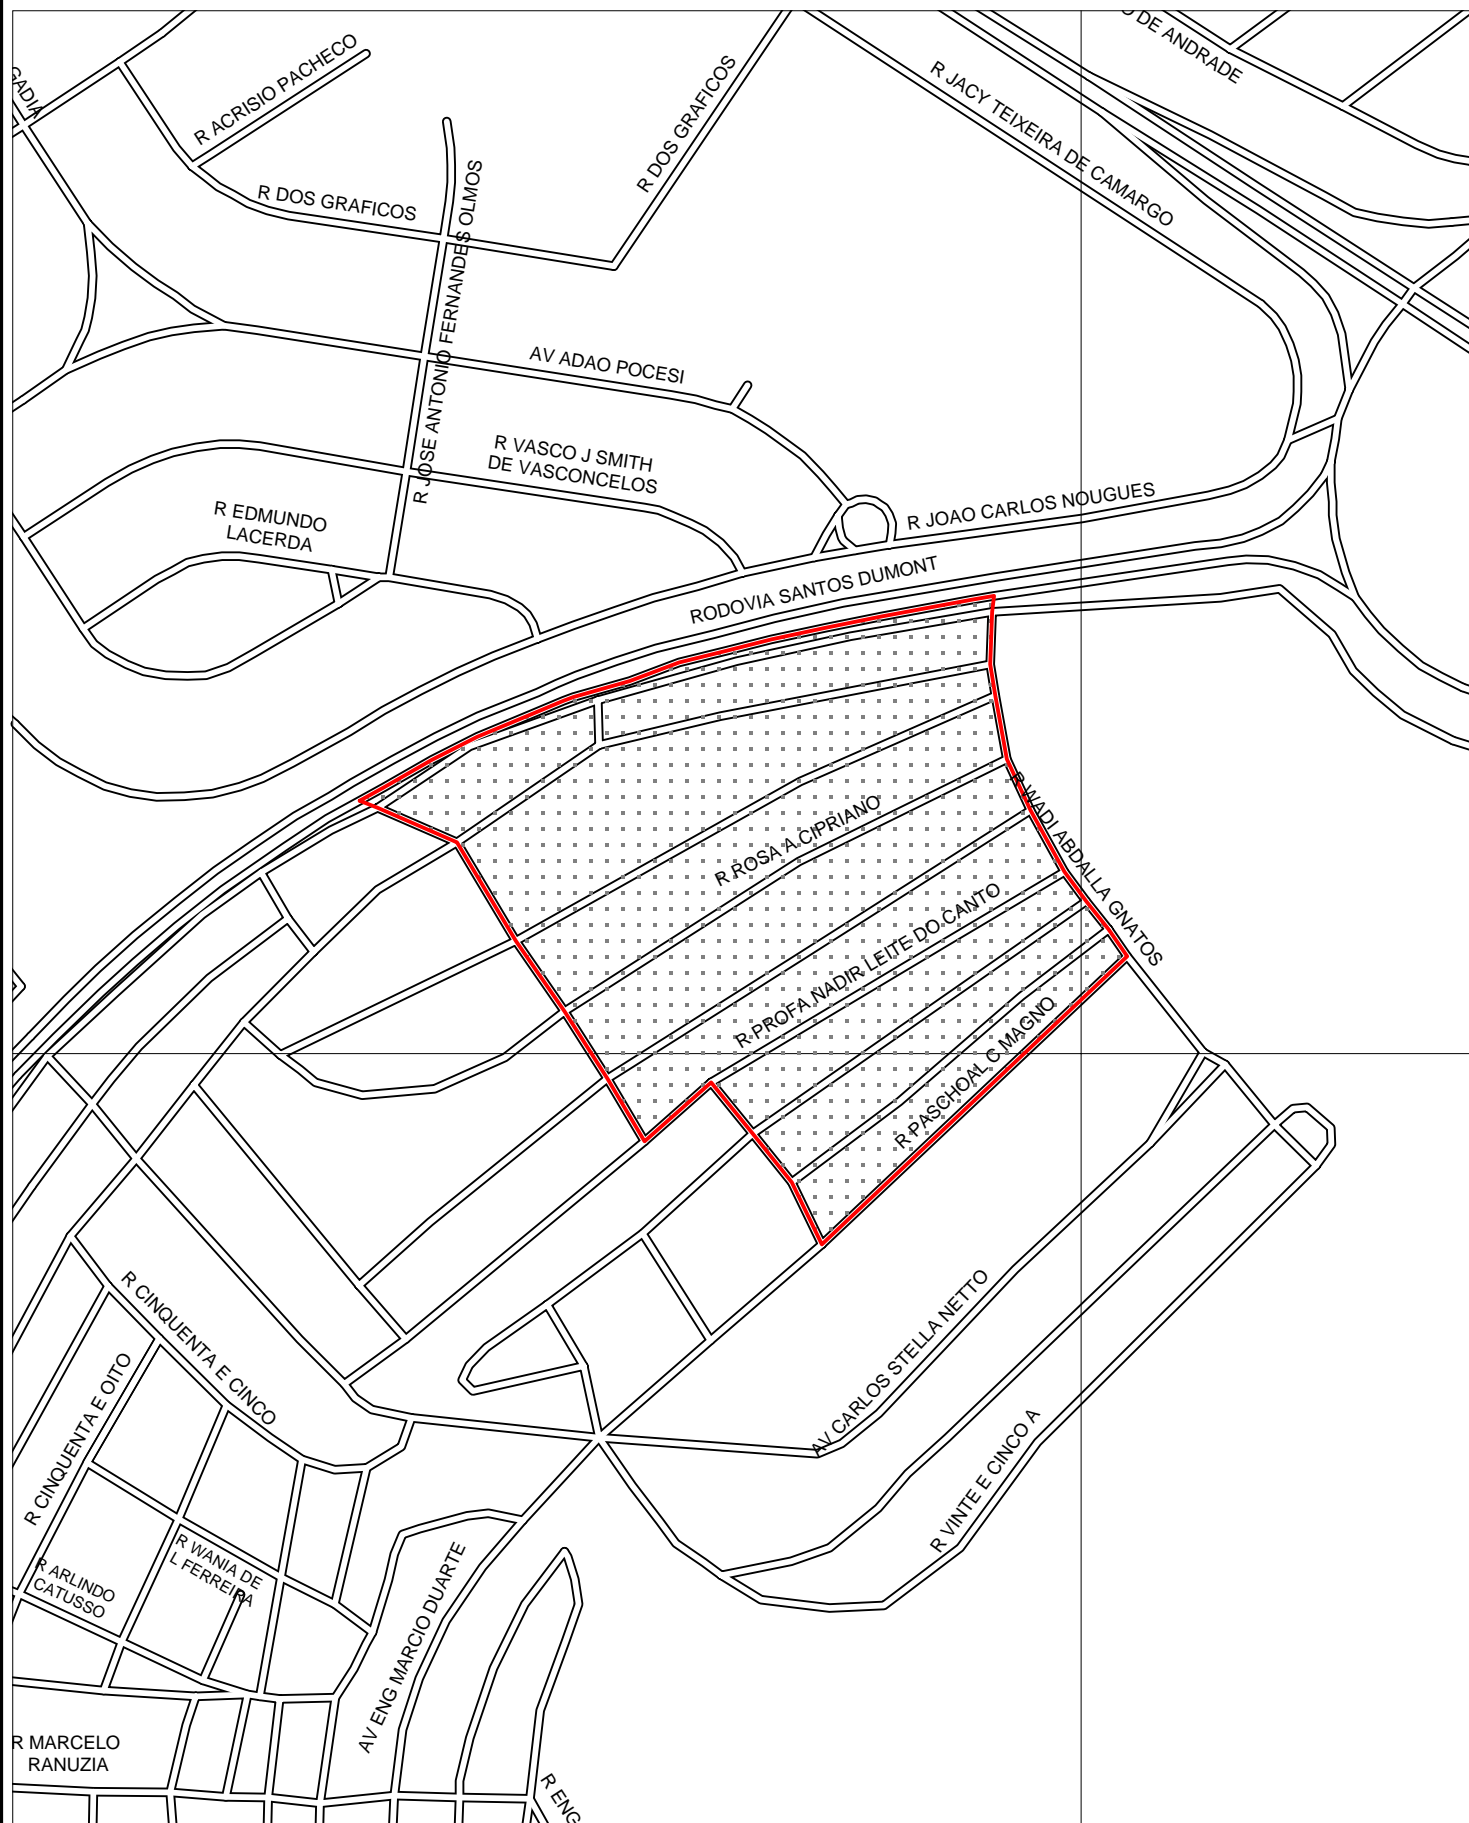 O DE ANDRADE
GADIA
R ACRISIO PACHECO
R DOS GRAFICOS
R JACY TEIXEIRA DE CAMARGO
R DOS GRAFICOS
R JOSE ANTONIO FERNANDES OLMOS
AV ADAO POCESI
R VASCO J SMITH
DE VASCONCELOS
R EDMUNDO
LACERDA
R JOAO CARLOS NOUGUES
RODOVIA SANTOS DUMONT
R WADI ABDALLA GNATOS
R ROSA A CIPRIANO
R PROFA NADIR LEITE DO CANTO
R PASCHOAL C MAGNO
R CINQUENTA E CINCO
AV CARLOS STELLA NETTO
R CINQUENTA E OITO
R VINTE E CINCO A
R WANIA DE
L FERREIRA
R ARLINDO
CATUSSO
AV ENG MARCIO DUARTE
R MARCELO
RANUZIA
R ENG